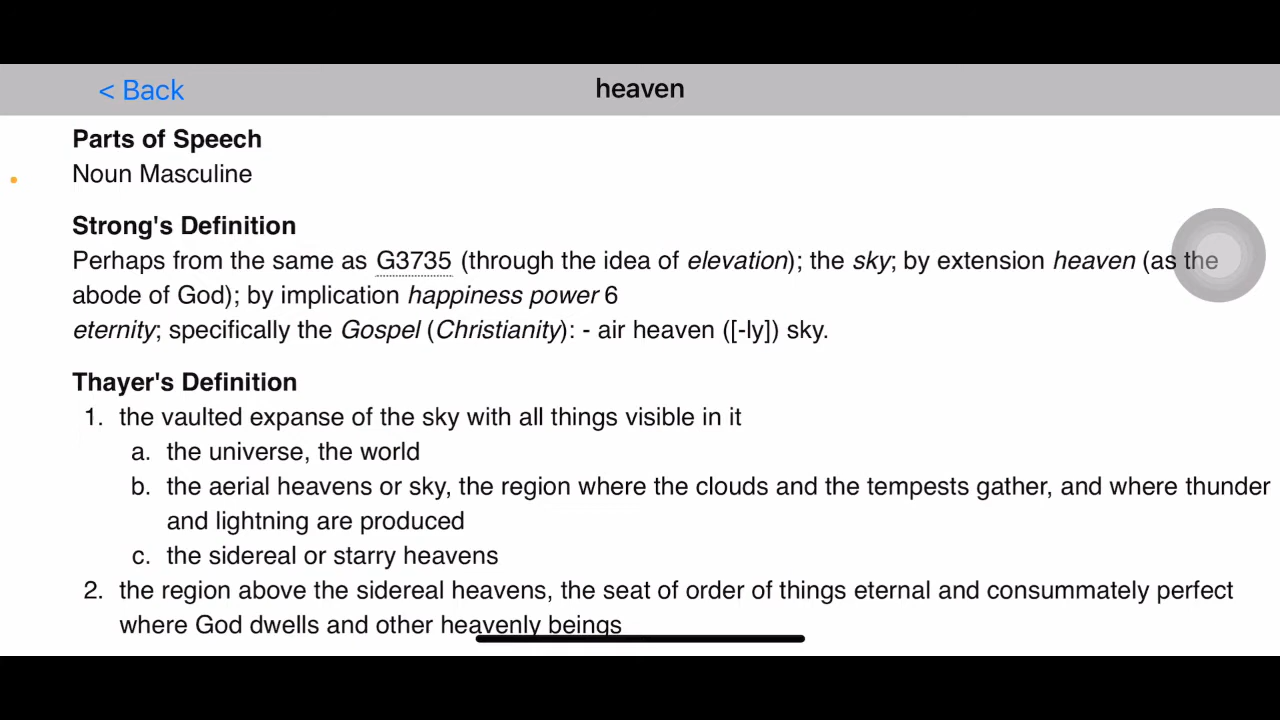 < Back
heaven
Parts of Speech
Noun Masculine
Strong's Definition
Perhaps from the same as G3735 (through the idea of elevation); the sky; by extension heaven (as the
abode of God); by implication happiness power 6
eternity; specifically the Gospel (Christianity): - air heaven ([-ly]) sky.
Thayer's Definition
1. the vaulted expanse of the sky with all things visible in it
a. the universe, the world
b. the aerial heavens or sky, the region where the clouds and the tempests gather, and where thunder
and lightning are produced
c. the sidereal or starry heavens
2. the region above the sidereal heavens, the seat of order of things eternal and consummately perfect
where God dwells and other heavenly beings